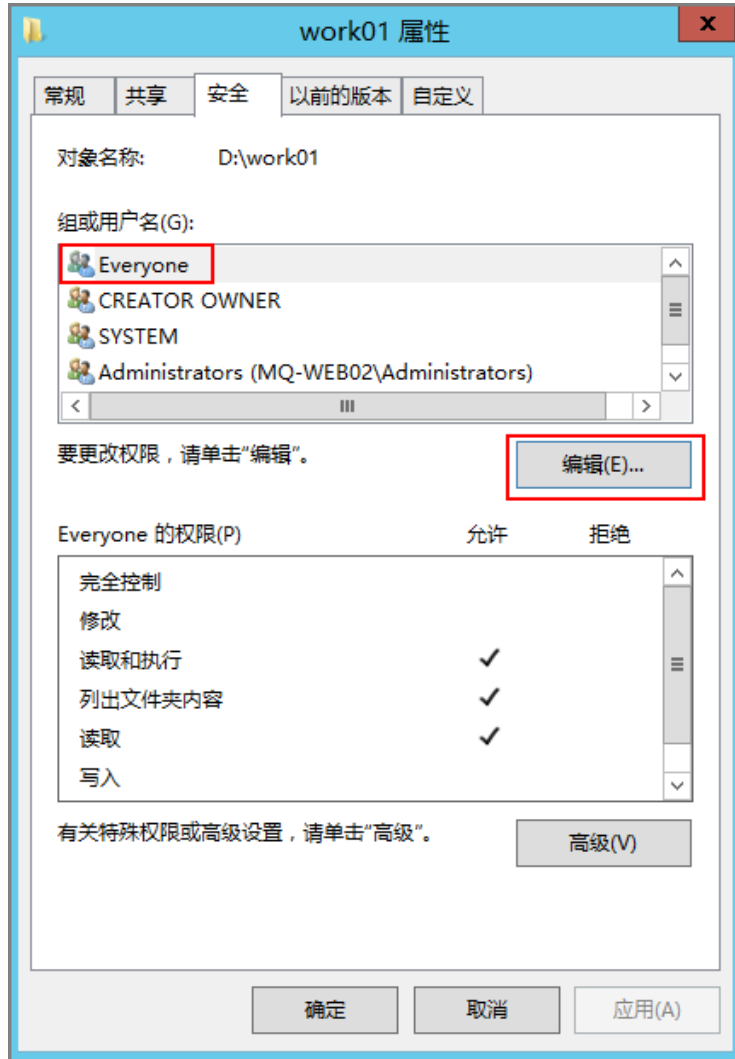 work01 属性
x
常规 共享 安全 以前的版本 自定义
对象名称: D:\work01
组或用户名(G):
Everyone
CREATOR OWNER
SYSTEM
Administrators (MQ-WEB02\Administrators)
要更改权限，请单击“编辑”。
编辑(E)...
Everyone 的权限(P) 允许 拒绝
完全控制
修改
读取和执行
列出文件夹内容
读取
写入
有关特殊权限或高级设置，请单击“高级”。
高级(V)
确定 取消 应用(A)